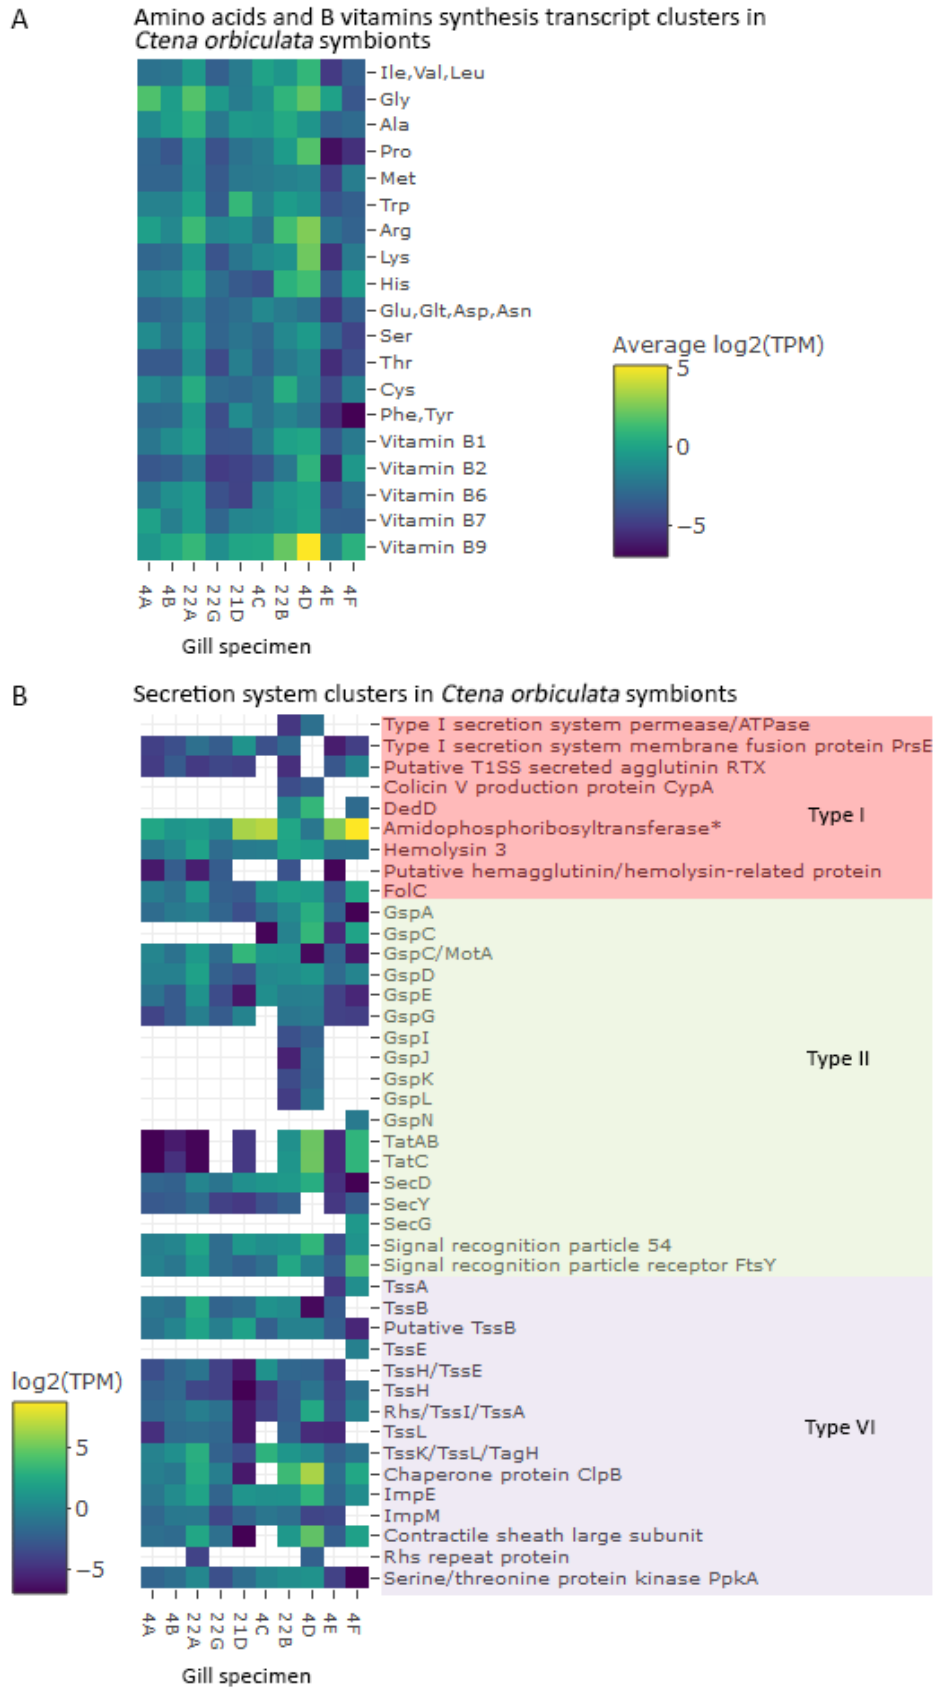 A
Amino acids and B vitamins synthesis transcript clusters in
Ctena orbiculata symbionts
Ile,Val,Leu
Gly
Ala
Pro
Met
Trp
Arg
Lys
His
Glu,Glt,Asp,Asn
Ser
Thr
Cys
Phe,Tyr
Vitamin B1
Vitamin B2
Vitamin B6
Vitamin B7
Vitamin B9
4A
4B
22A
22G
21D
4C
22B
4D
4E
4F
Gill specimen
Average log2(TPM)
5
0
−5
B
Secretion system clusters in Ctena orbiculata symbionts
Type I secretion system permease/ATPase
Type I secretion system membrane fusion protein PrsE
Putative T1SS secreted agglutinin RTX
Colicin V production protein CypA
DedD
Amidophosphoribosyltransferase*
Hemolysin 3
Putative hemagglutinin/hemolysin-related protein
FolC
Type I
GspA
GspC
GspC/MotA
GspD
GspE
GspG
GspI
GspJ
GspK
GspL
GspN
TatAB
TatC
SecD
SecY
SecG
Signal recognition particle 54
Signal recognition particle receptor FtsY
Type II
TssA
TssB
Putative TssB
TssE
TssH/TssE
TssH
Rhs/TssI/TssA
TssL
TssK/TssL/TagH
Chaperone protein ClpB
ImpE
ImpM
Contractile sheath large subunit
Rhs repeat protein
Serine/threonine protein kinase PpkA
Type VI
log2(TPM)
5
0
−5
4A
4B
22A
22G
21D
4C
22B
4D
4E
4F
Gill specimen